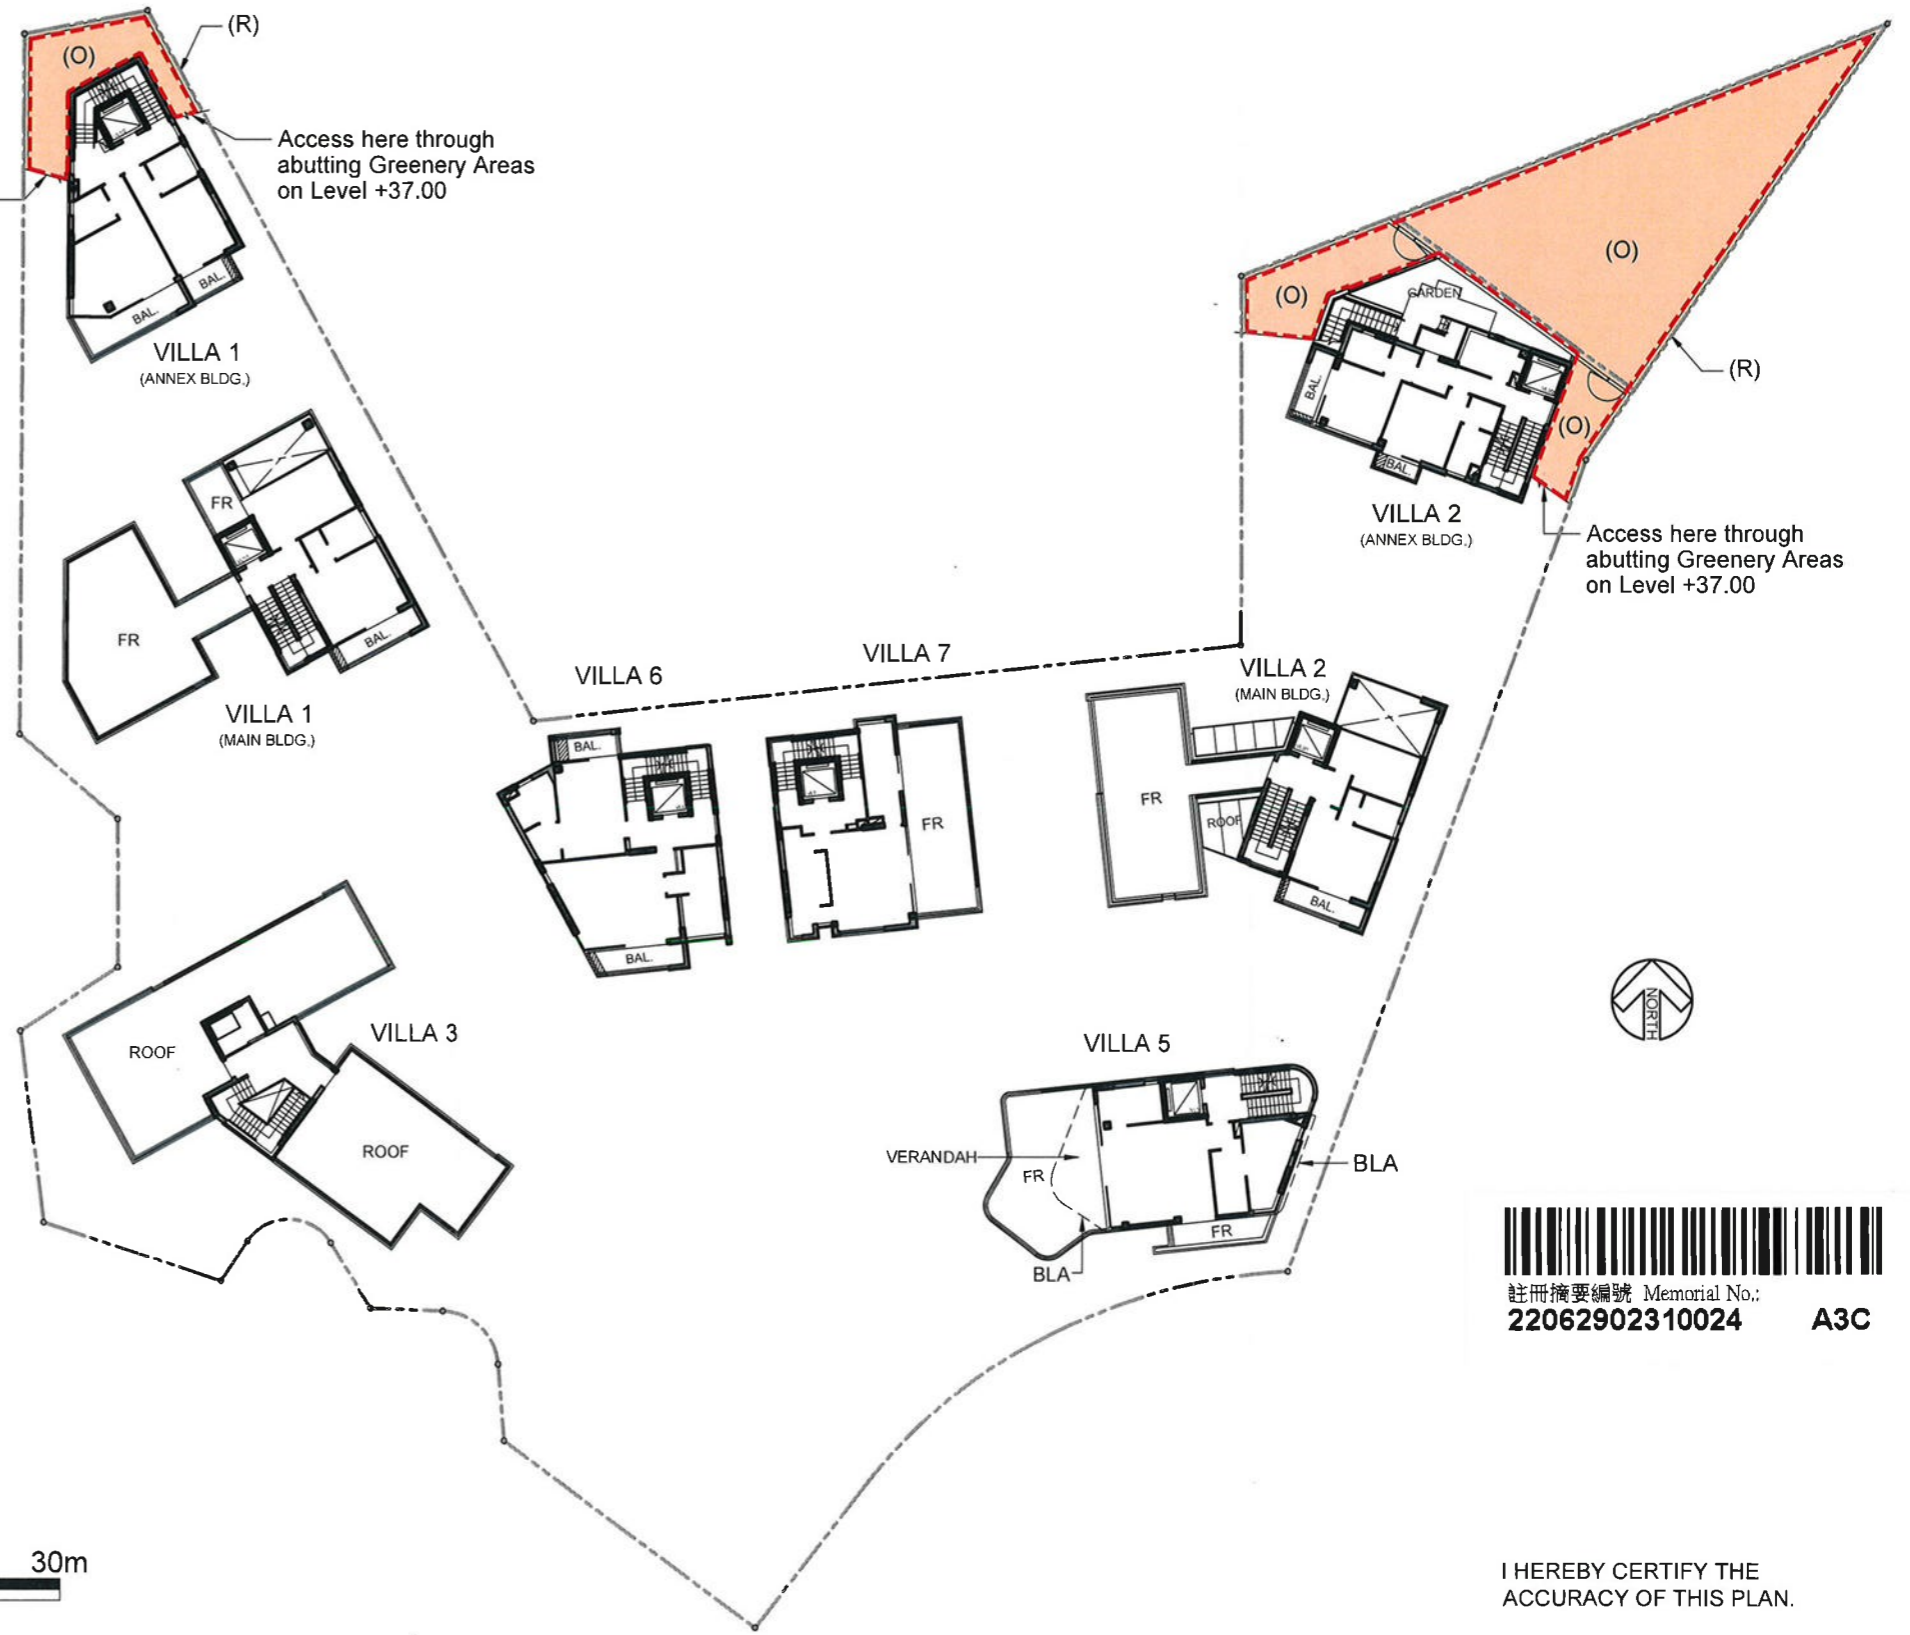 (R)
(O)
Access here through
abutting Greenery Areas
on Level +37.00
BAL.
BAL.
VILLA 1
(ANNEX BLDG.)
(O)
(O)
GARDEN
(R)
BAL.
(O)
BAL.
VILLA 2
(ANNEX BLDG.)
Access here through
abutting Greenery Areas
on Level +37.00
FR
FR
BAL.
VILLA 1
(MAIN BLDG.)
VILLA 6
VILLA 7
VILLA 2
(MAIN BLDG.)
BAL.
FR
BAL.
FR
ROOF
BAL.
NORTH
VILLA 3
ROOF
ROOF
VILLA 5
VERANDAH
FR
BLA
FR
BLA
註冊摘要編號 Memorial No.:
22062902310024 A3C
30m
I HEREBY CERTIFY THE
ACCURACY OF THIS PLAN.